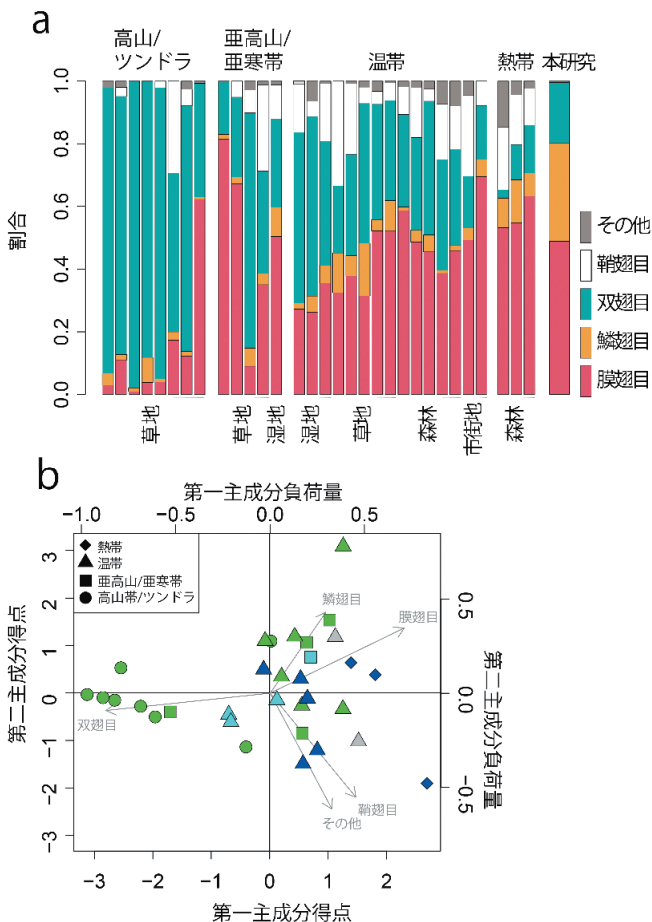 a
高山/
ツンドラ
亜高山/
亜寒帯
温帯
熱帯
本研究
割合
1.0
0.8
0.6
0.4
0.2
0.0
その他
鞘翅目
双翅目
鱗翅目
膜翅目
草地
草地
湿地
湿地
草地
森林
市街地
森林
b
第一主成分負荷量
−1.0
−0.5
0.0
0.5
熱帯
温帯
亜高山/亜寒帯
高山帯/ツンドラ
鱗翅目
膜翅目
双翅目
鞘翅目
その他
第二主成分得点
3
2
1
0
−1
−2
−3
0.5
0.0
−0.5
第二主成分負荷量
−3
−2
−1
0
1
2
第一主成分得点